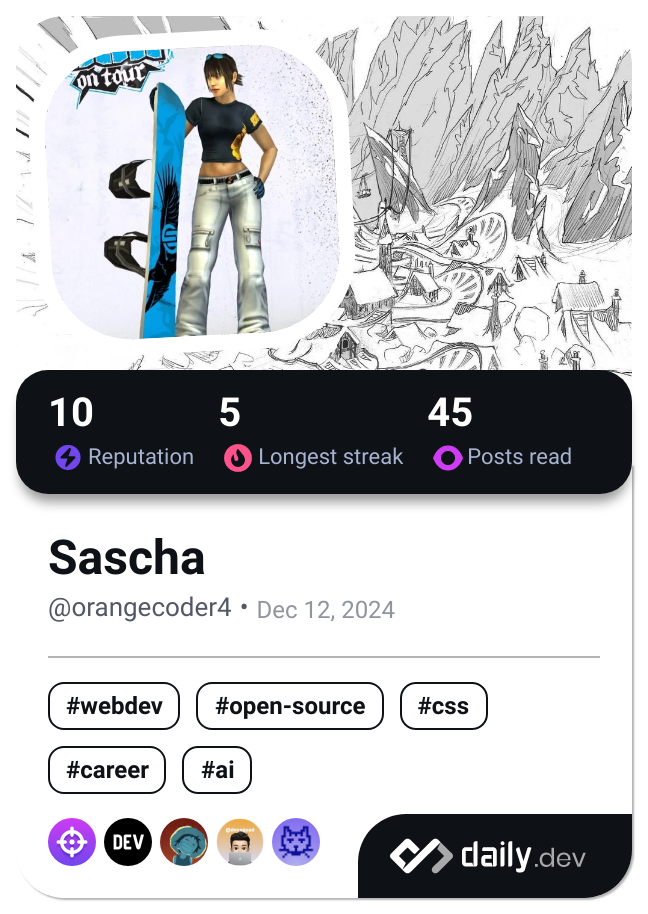 on tour
10 5 45
Reputation Longest streak Posts read
Sascha
@orangecoder4 • Dec 12, 2024
#webdev #open-source #css
#career #ai
DEV
daily.dev